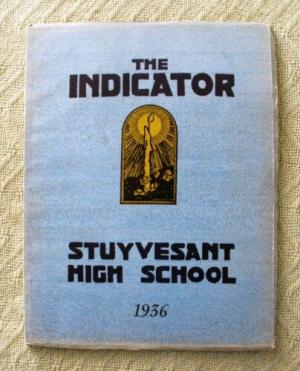 THE
INDICATOR
STUYVESANT
HIGH SCHOOL
1936